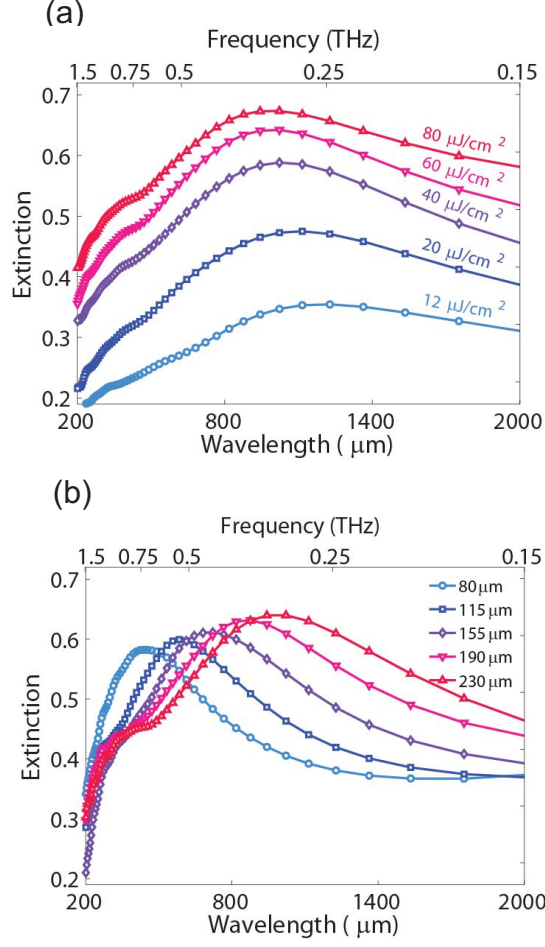 (a)
Frequency (THz)
1.5 0.75 0.5 0.25 0.15
0.7
0.6
0.5
0.4
0.3
0.2
Extinction
80 μJ/cm 2
60 μJ/cm 2
40 μJ/cm 2
20 μJ/cm 2
12 μJ/cm 2
200 800 1400 2000
Wavelength ( μm)
(b)
Frequency (THz)
1.5 0.75 0.5 0.25 0.15
0.7
0.6
0.5
0.4
0.3
0.2
Extinction
80μm
115μm
155μm
190μm
230μm
200 800 1400 2000
Wavelength ( μm)